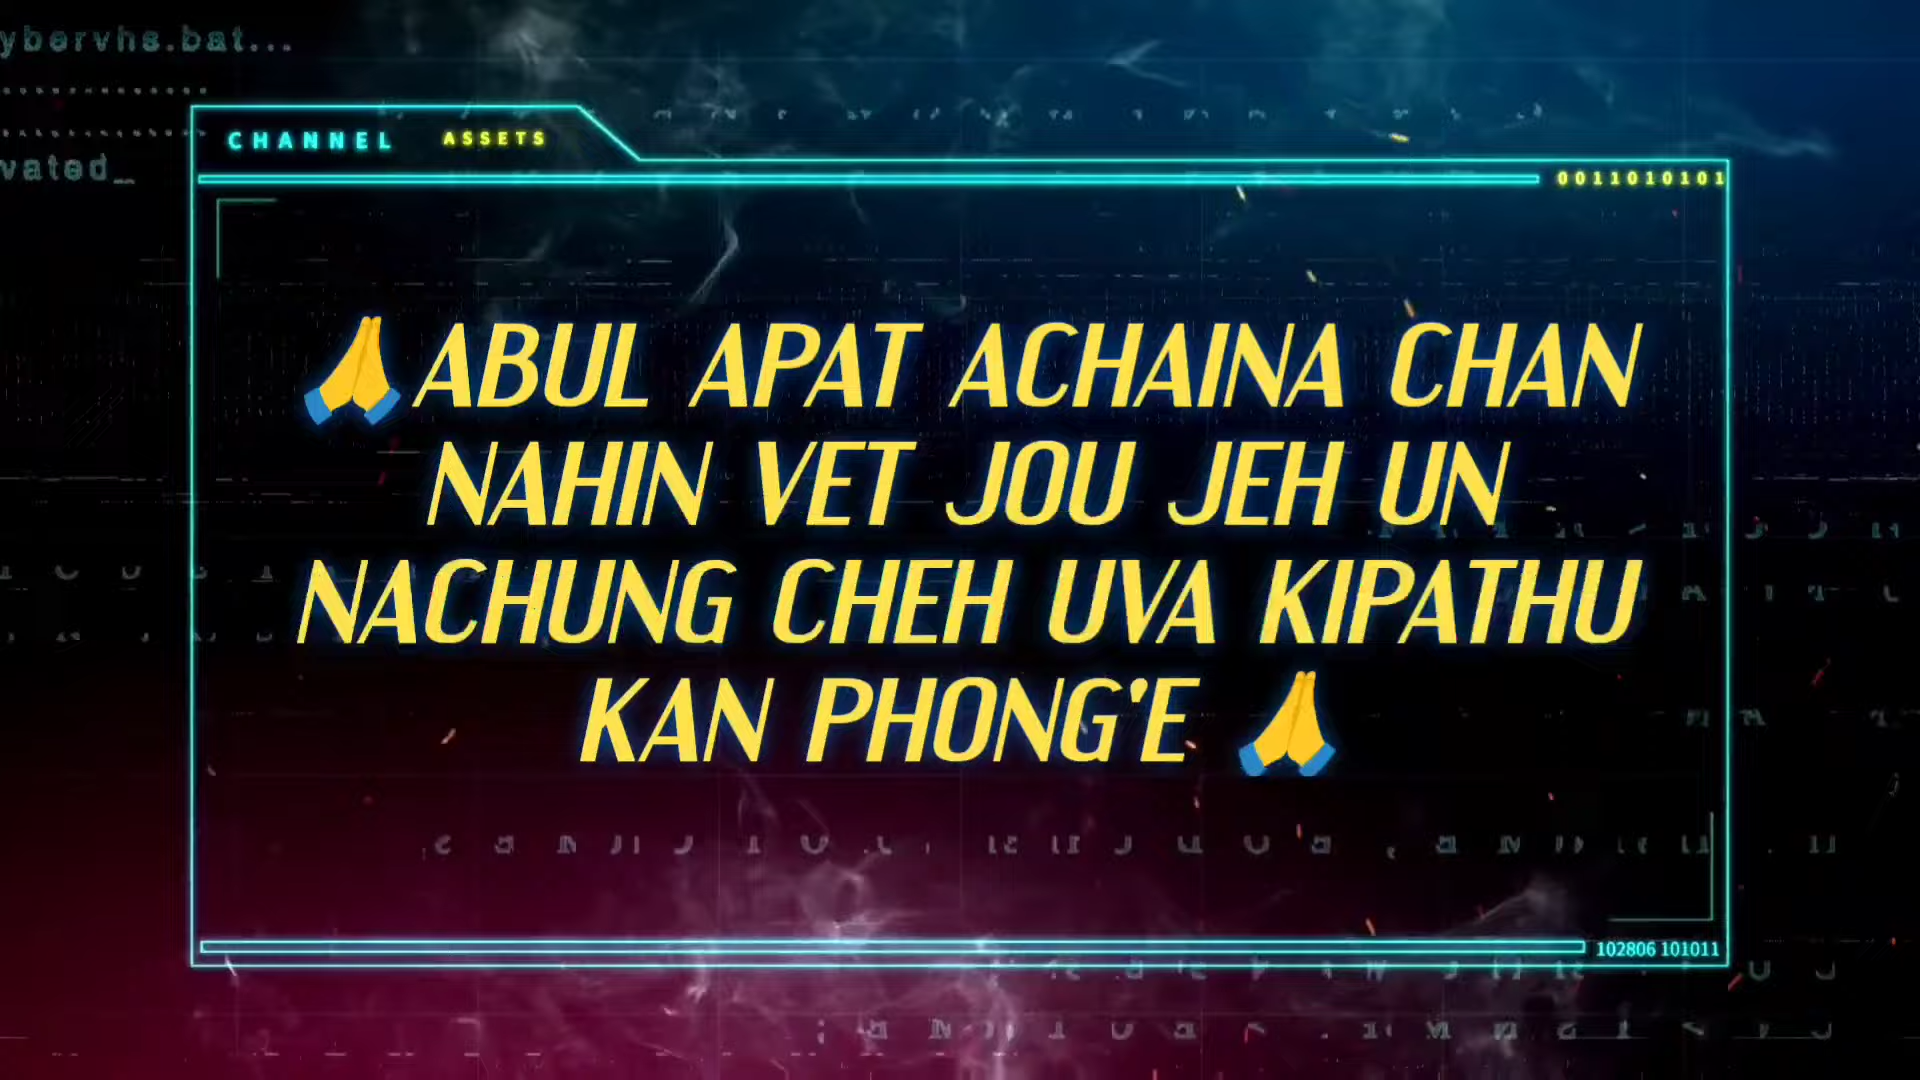 ybervhs.bat...
CHANNEL ASSETS
vated_
0011010101
🙏ABUL APAT ACHAINA CHAN
NAHIN VET JOU JEH UN
NACHUNG CHEH UVA KIPATHU
KAN PHONG'E 🙏
102806 101011